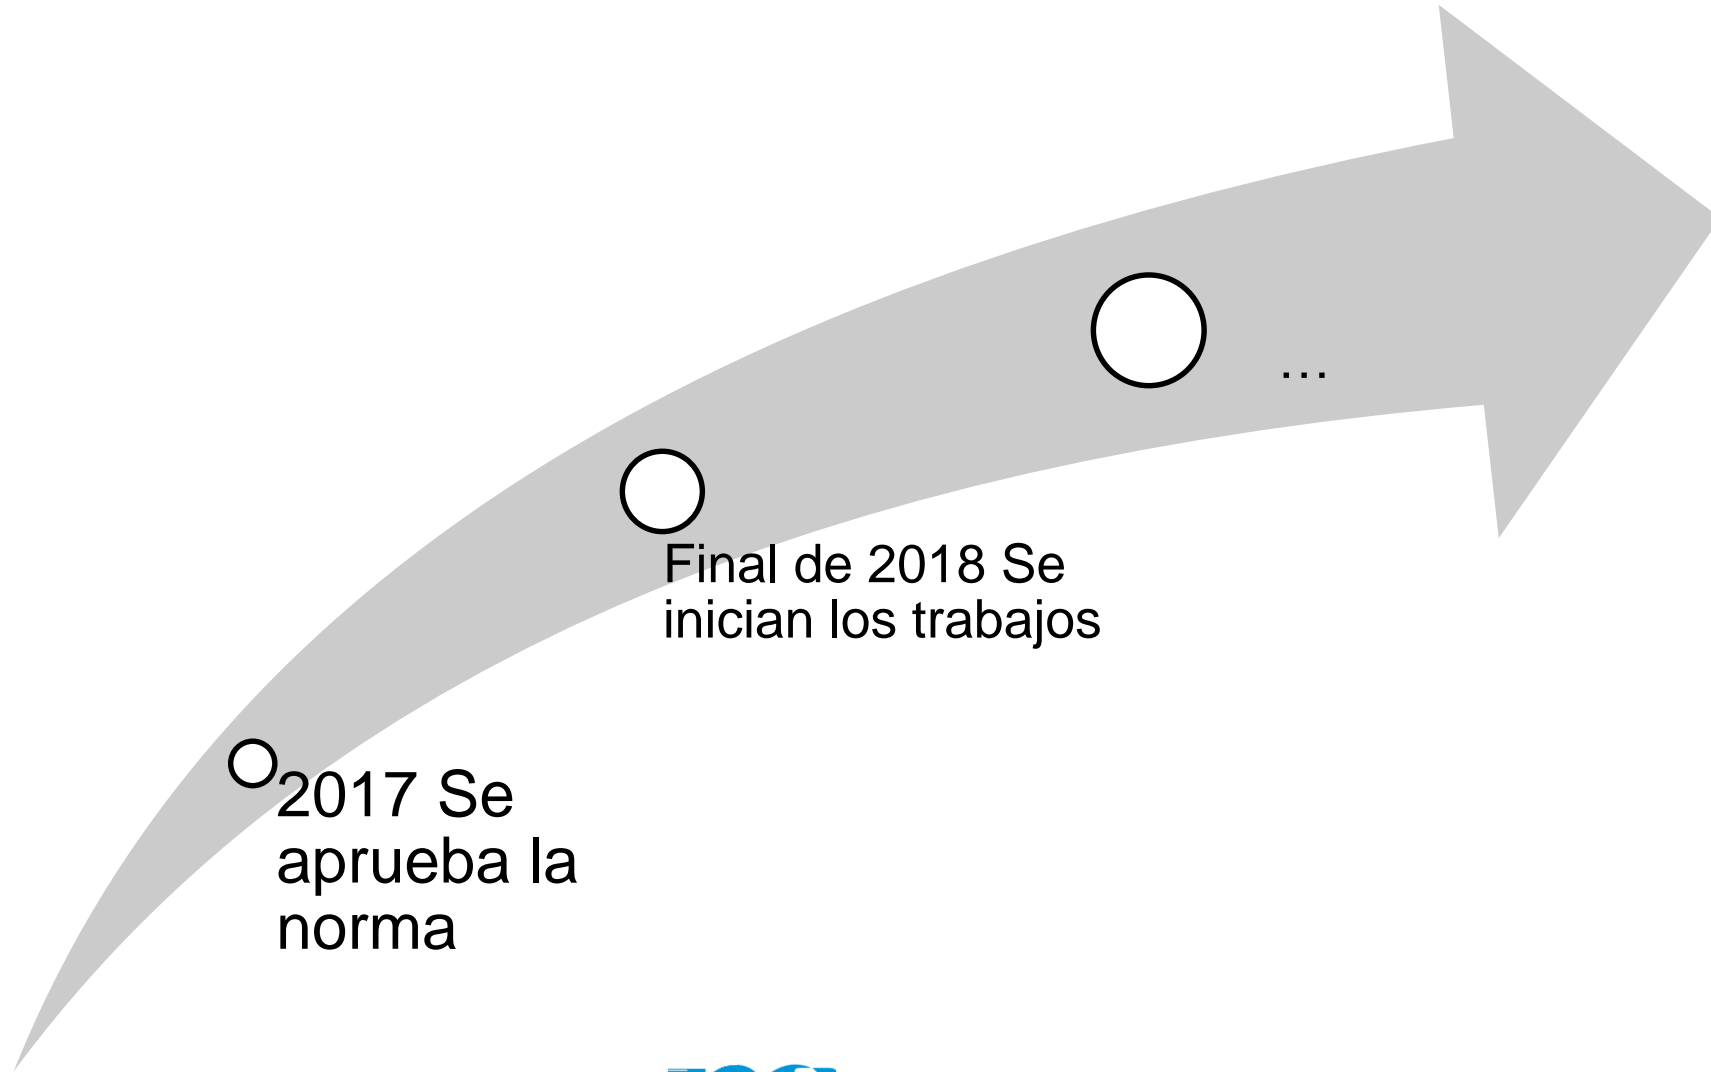 …
Final de 2018 Se
inician los trabajos
2017 Se
aprueba la
norma